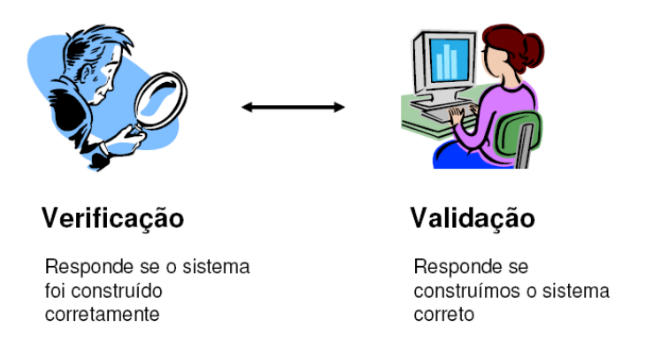 Verificação
Validação
Responde se o sistema
foi construído
corretamente
Responde se
construímos o sistema
correto